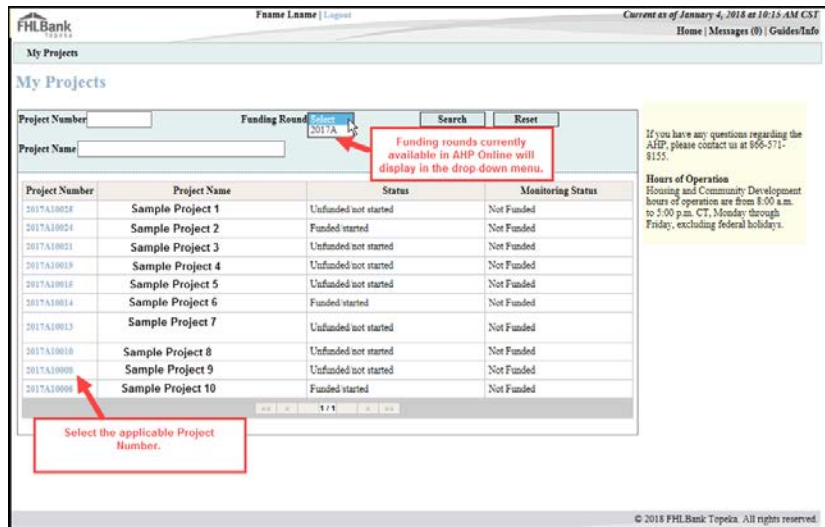 FHLBank
Topeka
Fname Lname | Logout
Current as of January 4, 2018 at 10:15 AM CST
Home | Messages (0) | Guides/Info
My Projects
My Projects
Project Number
Funding Round
Select
2017A
Search
Reset
Project Name
Funding rounds currently
available in AHP Online will
display in the drop down menu.
If you have any questions regarding the
AHP, please contact us at 866-571-
8155.
Hours of Operation
Housing and Community Development
hours of operation are from 8:00 a.m.
to 5:00 p.m. CT, Monday through
Friday, excluding federal holidays.
Project Number Project Name Status Monitoring Status
2017A10028 Sample Project 1 Unfunded/not started Not Funded
2017A10024 Sample Project 2 Funded/started Not Funded
2017A10021 Sample Project 3 Unfunded/not started Not Funded
2017A10019 Sample Project 4 Unfunded/not started Not Funded
2017A10018 Sample Project 5 Unfunded/not started Not Funded
2017A10014 Sample Project 6 Funded/started Not Funded
2017A10013 Sample Project 7 Unfunded/not started Not Funded
2017A10010 Sample Project 8 Unfunded/not started Not Funded
2017A10008 Sample Project 9 Unfunded/not started Not Funded
2017A10006 Sample Project 10 Funded/started Not Funded
<< < 1 / 1 > >>
Select the applicable Project
Number.
© 2018 FHLBank Topeka. All rights reserved.